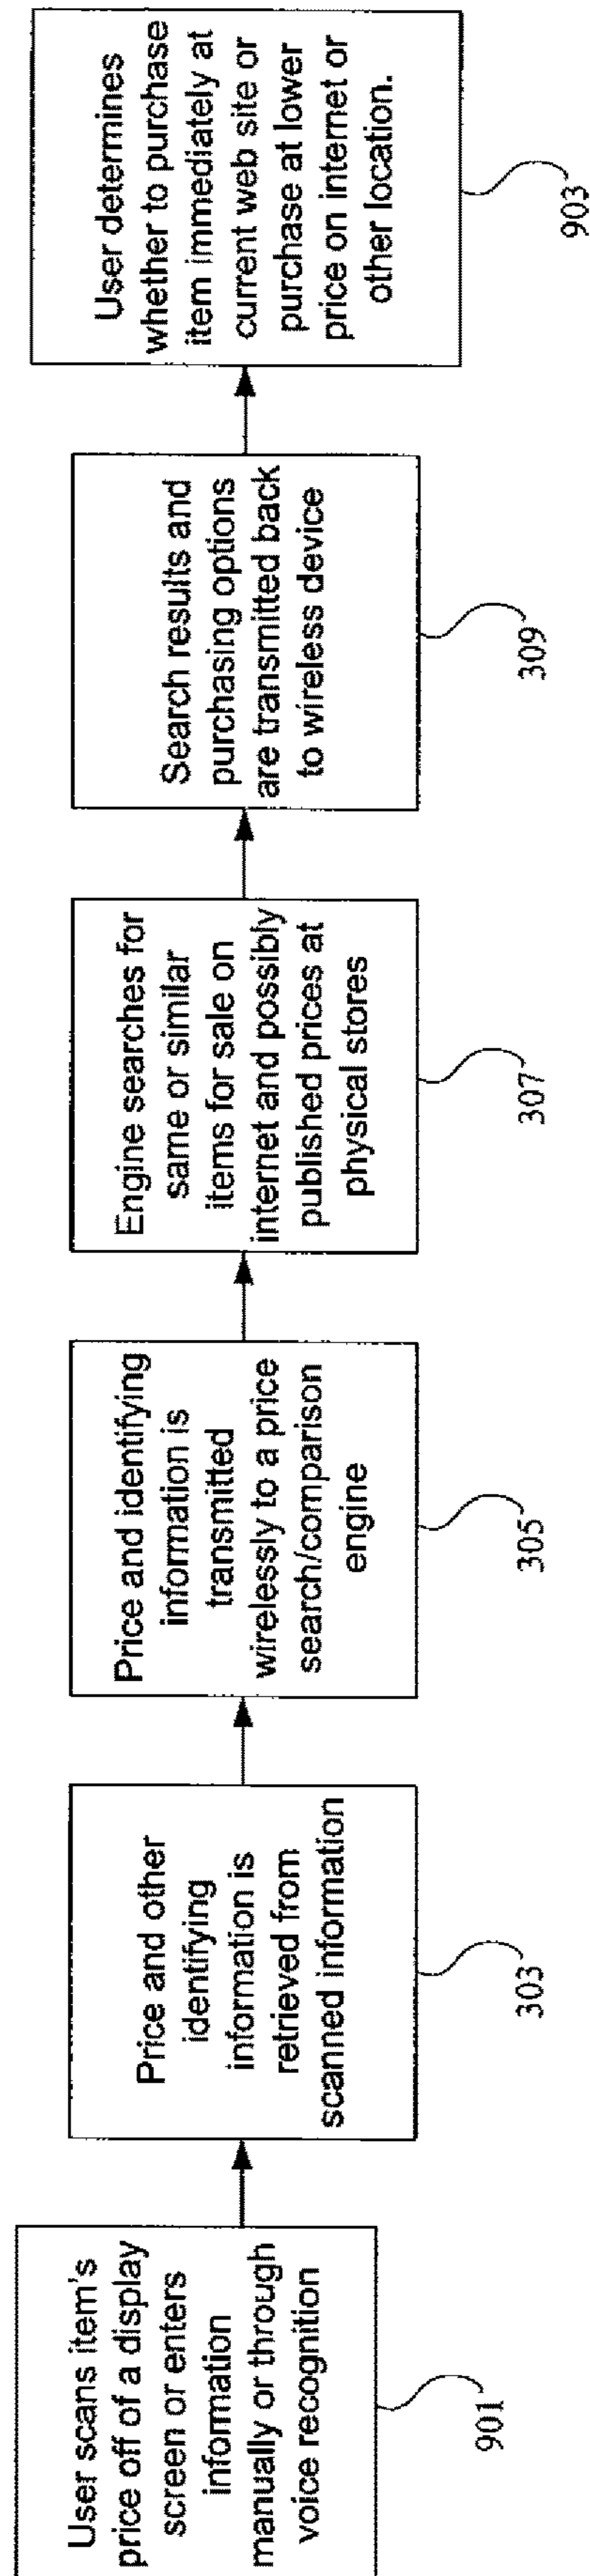 User scans item's
price off of a display
screen or enters
information
manually or through
voice recognition
901
Price and other
identifying
information is
retrieved from
scanned information
303
Price and identifying
information is
transmitted
wirelessly to a price
search/comparison
engine
305
Engine searches for
same or similar
items for sale on
internet and possibly
published prices at
physical stores
307
Search results and
purchasing options
are transmitted back
to wireless device
309
User determines
whether to purchase
item immediately at
current web site or
purchase at lower
price on internet or
other location.
903